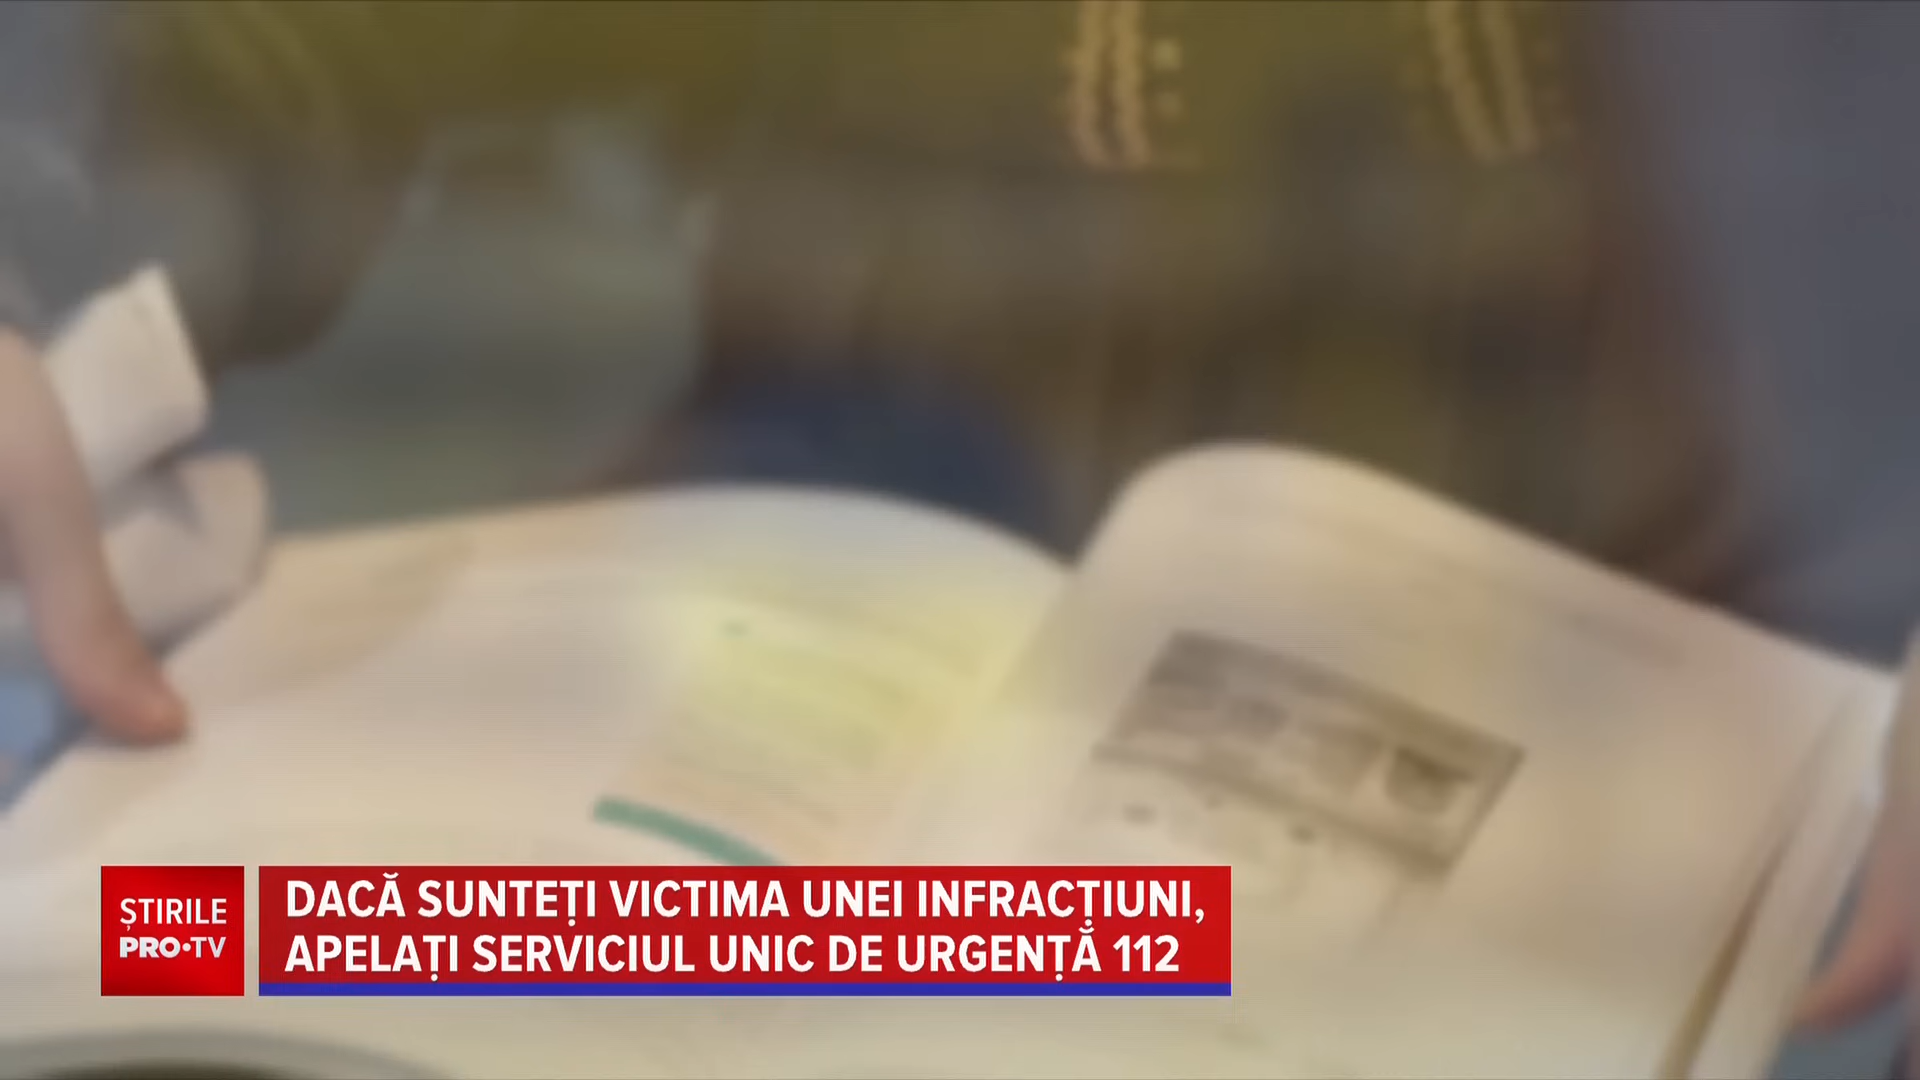 ȘTIRILE
PRO•TV
DACĂ SUNTEȚI VICTIMA UNEI INFRACȚIUNI,
APELAȚI SERVICIUL UNIC DE URGENȚĂ 112